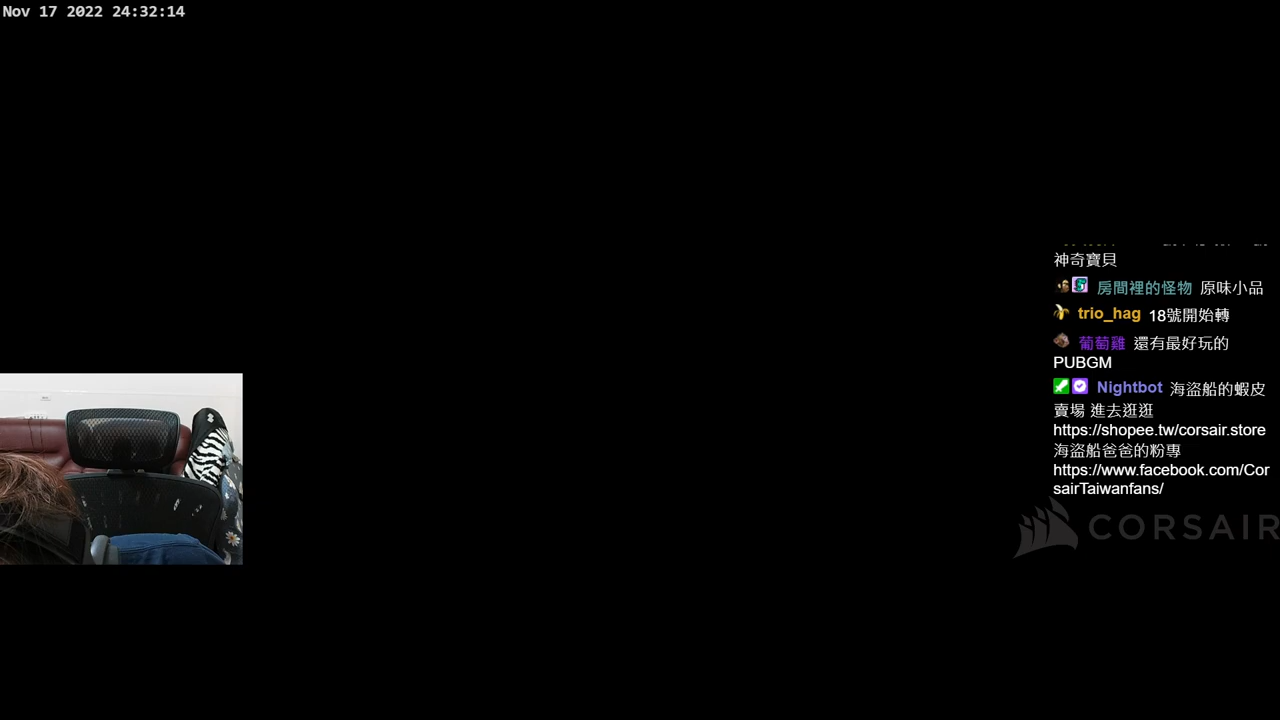 Nov 17 2022 24:32:14
神奇寶貝
房間裡的怪物 原味小品
trio_hag 18號開始轉
葡萄雞 還有最好玩的
PUBGM
Nightbot 海盜船的蝦皮
賣場 進去逛逛
https://shopee.tw/corsair.store
海盜船爸爸的粉專
https://www.facebook.com/Cor
sairTaiwanfans/
CORSAIR